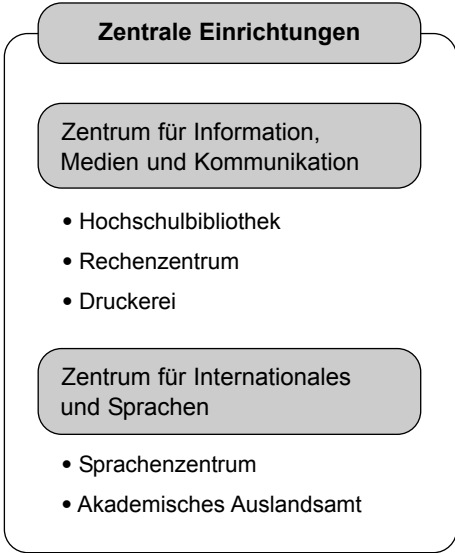 Zentrale Einrichtungen
Zentrum für Information,
Medien und Kommunikation
• Hochschulbibliothek
• Rechenzentrum
• Druckerei
Zentrum für Internationales
und Sprachen
• Sprachenzentrum
• Akademisches Auslandsamt